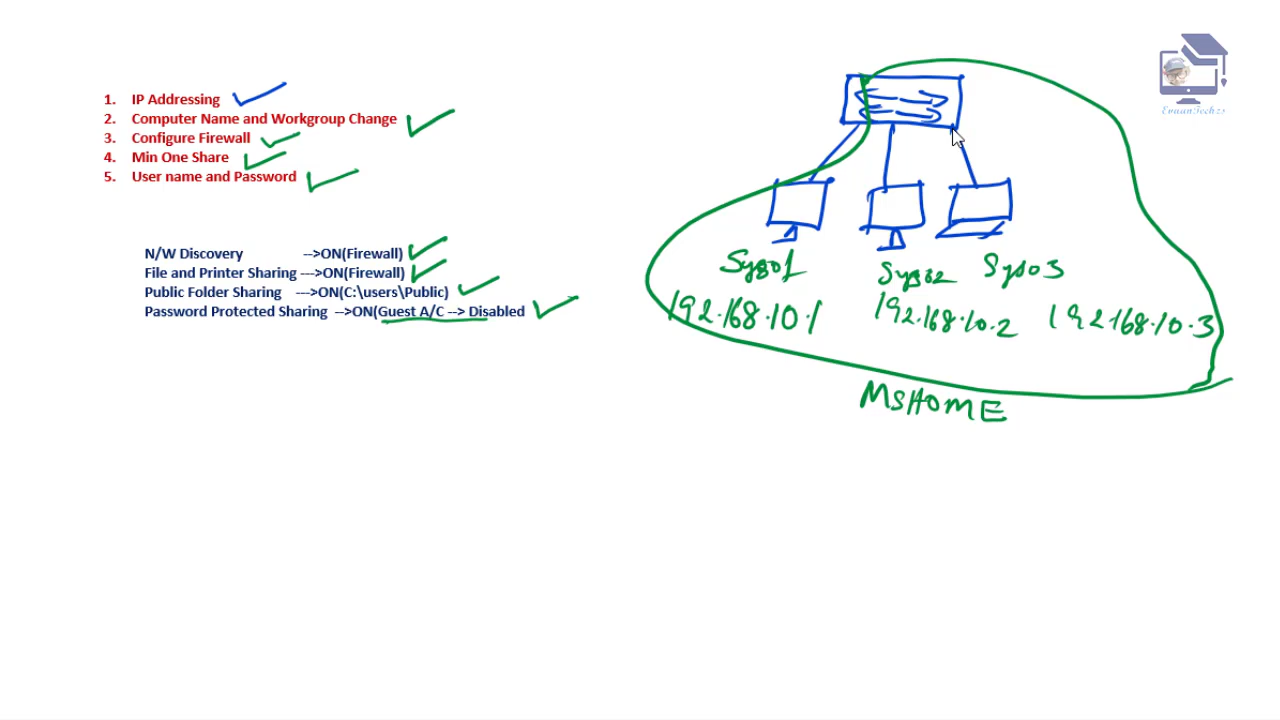 1. IP Addressing
2. Computer Name and Workgroup Change
3. Configure Firewall
4. Min One Share
5. User name and Password
N/W Discovery -->ON(Firewall)
File and Printer Sharing --->ON(Firewall)
Public Folder Sharing --->ON(C:\users\Public)
Password Protected Sharing -->ON(Guest A/C --> Disabled
EvaanTech25
Sys01
Sys02
Sys03
192.168.10.1
192.168.10.2
192.168.10.3
MSHOME